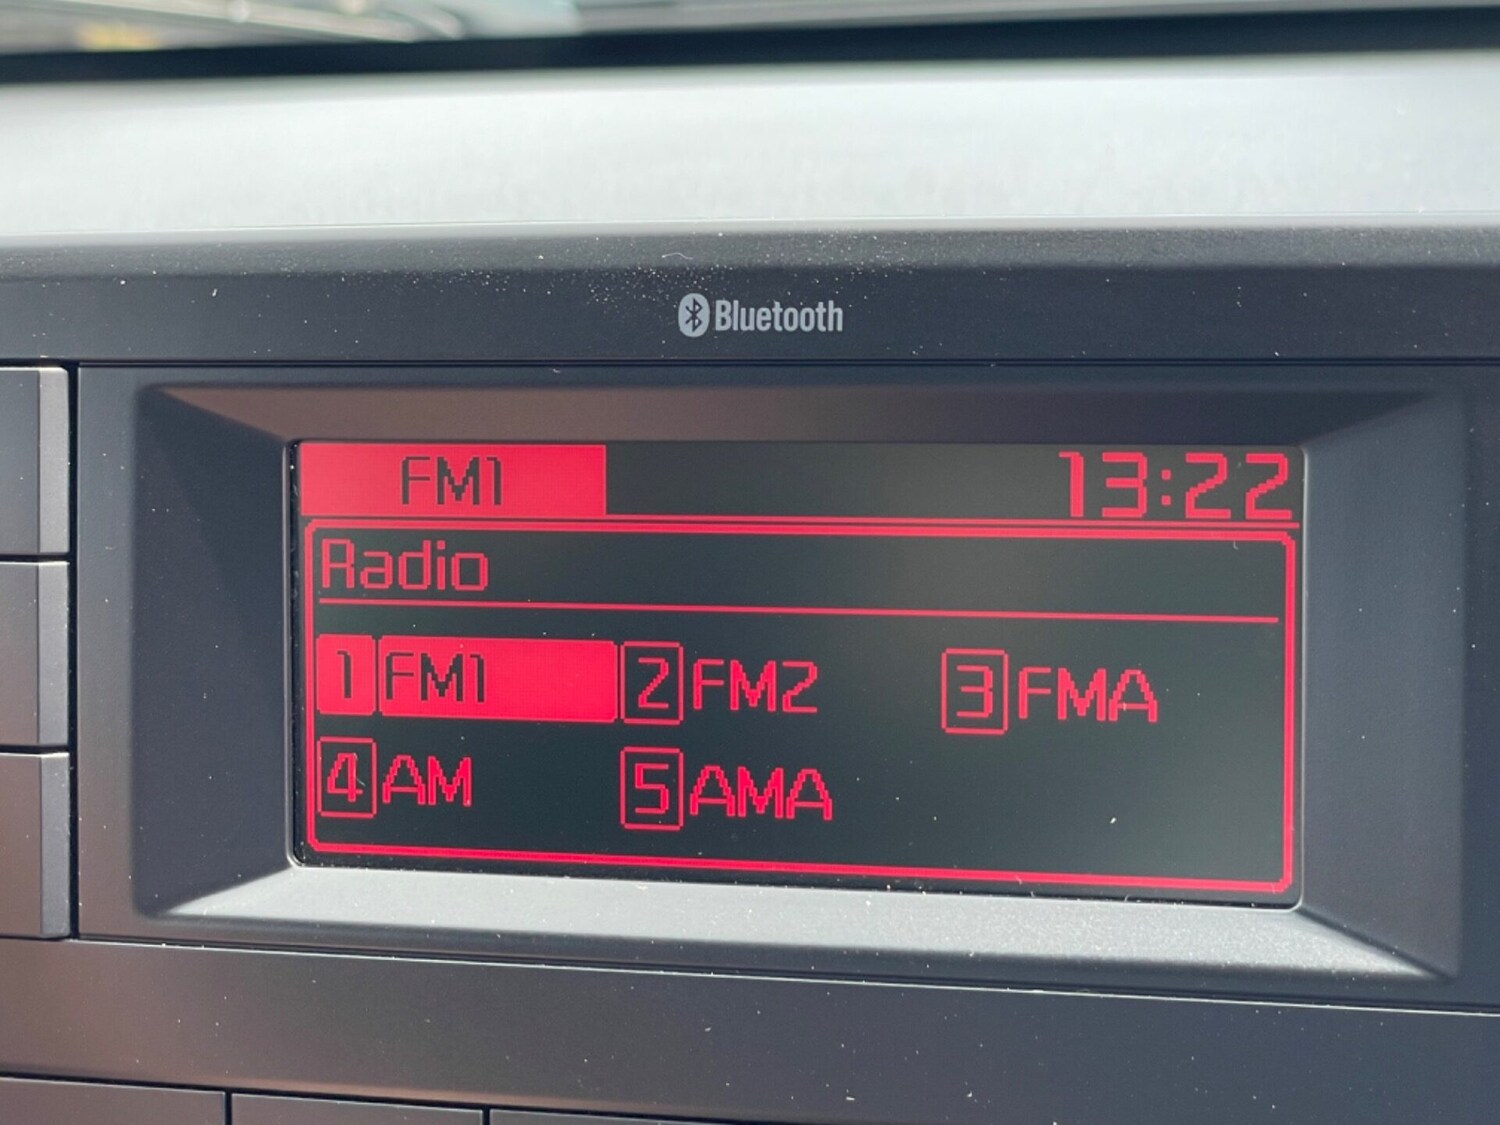 Bluetooth
FM1 13:22
Radio
1 FM1 2 FM2 3 FMA
4 AM 5 AMA